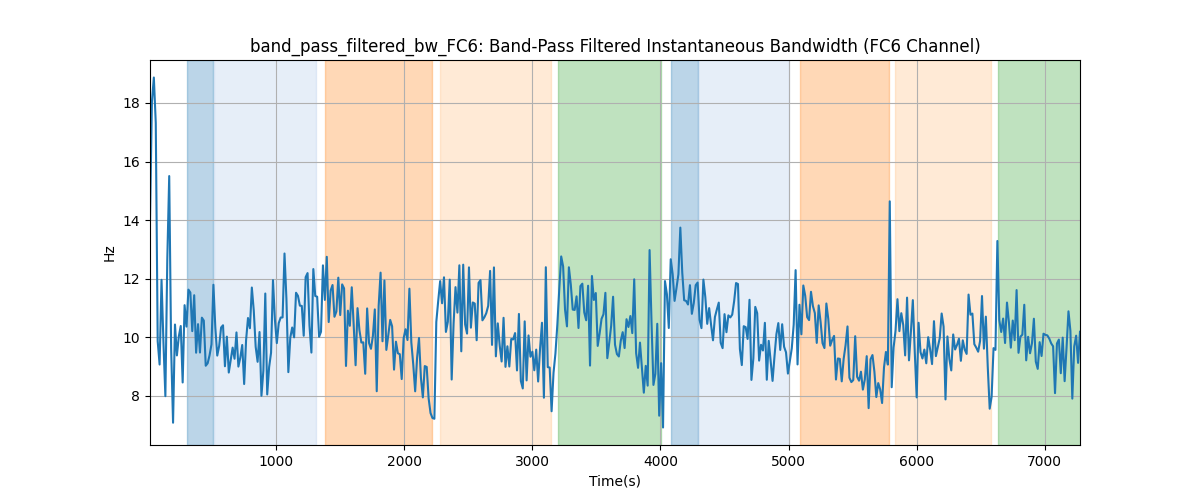 band_pass_filtered_bw_FC6: Band-Pass Filtered Instantaneous Bandwidth (FC6 Channel)
18
16
14
12
10
8
Hz
1000 2000 3000 4000 5000 6000 7000
Time(s)